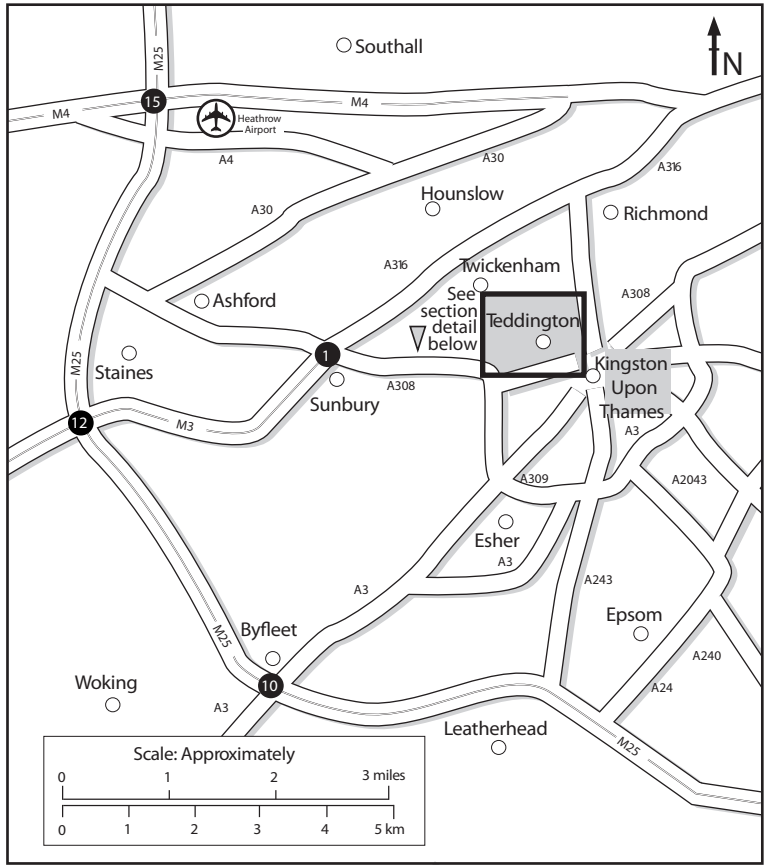 Southall
N
M25
15
M4
M4
Heathrow
Airport
A4
A30
A316
Hounslow
A30
Richmond
A316
Twickenham
See
section
detail
below
Teddington
A308
Ashford
1
Staines
M25
Sunbury
A308
Kingston
Upon
Thames
12
M3
A3
A309
A2043
Esher
A3
A243
A3
Epsom
M25
Byfleet
A240
10
Woking
A3
A24
Leatherhead
M25
Scale: Approximately
0 1 2 3 miles
0 1 2 3 4 5 km